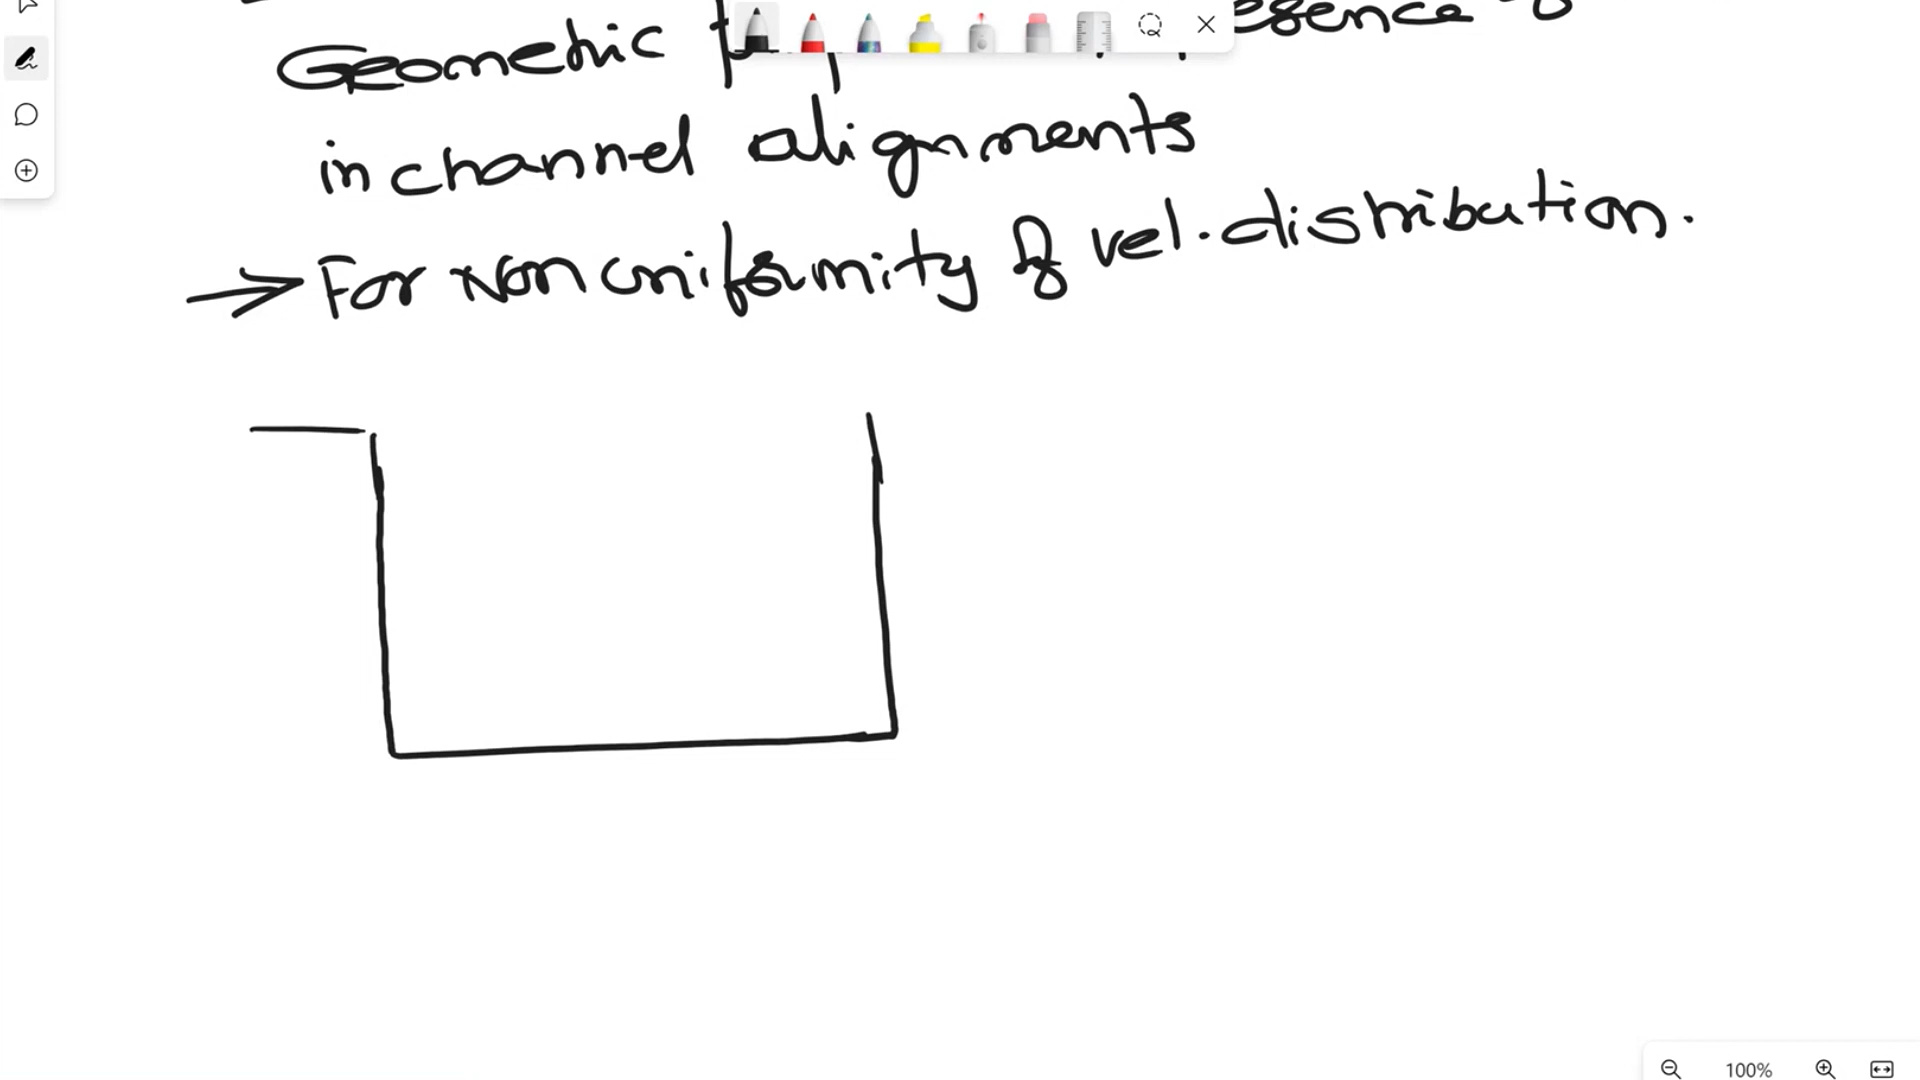 Geometric
in channel alignments
→ For Non uniformity of vel. distribution.
100%